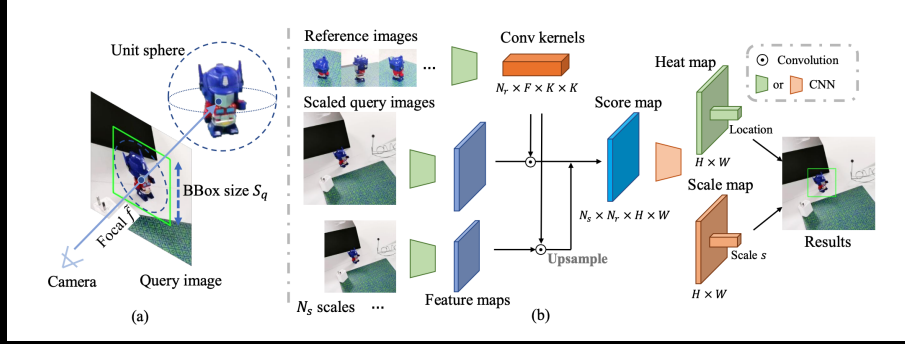 Unit sphere
BBox size S_q
Focal f̃
Camera
Query image
(a)
Reference images
Conv kernels
...
N_r × F × K × K
Scaled query images
Score map
Heat map
Convolution
or
CNN
Location
H × W
Scale map
N_s × N_r × H × W
Results
Upsample
Scale s
Feature maps
H × W
N_s scales ...
(b)